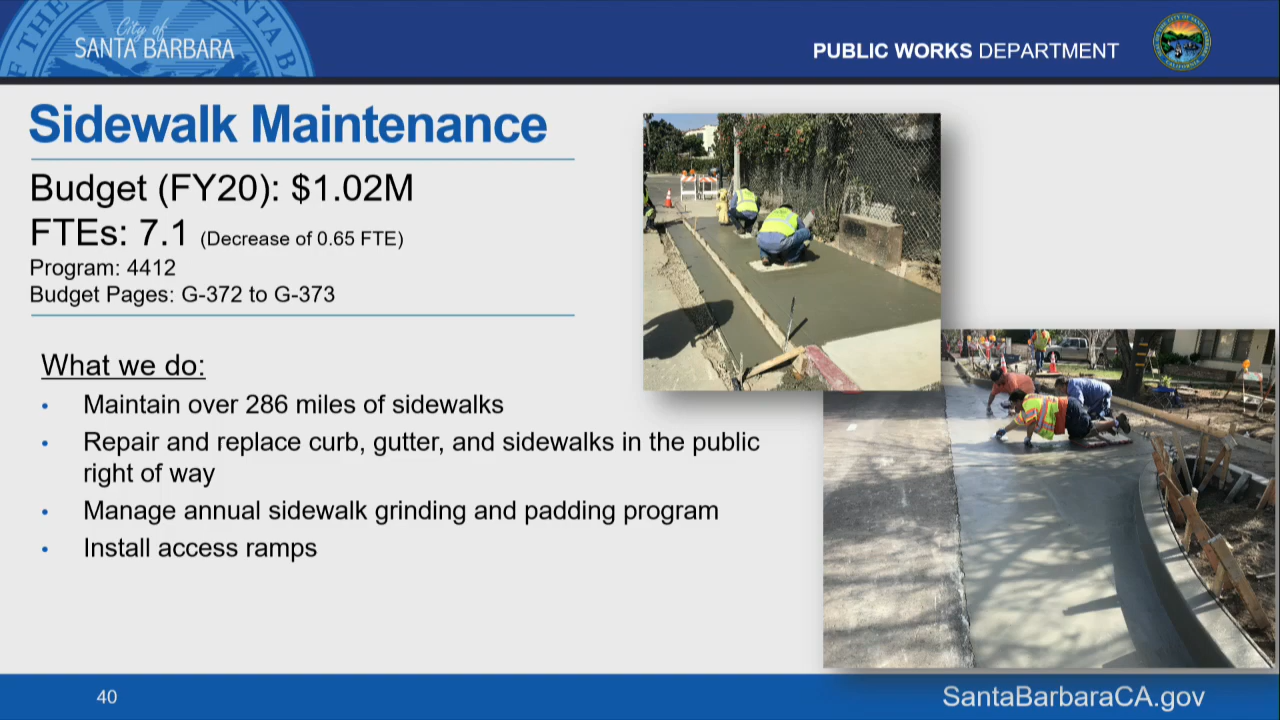 City of
SANTA BARBARA
PUBLIC WORKS DEPARTMENT
Sidewalk Maintenance
Budget (FY20): $1.02M
FTEs: 7.1 (Decrease of 0.65 FTE)
Program: 4412
Budget Pages: G-372 to G-373
What we do:
• Maintain over 286 miles of sidewalks
• Repair and replace curb, gutter, and sidewalks in the public
right of way
• Manage annual sidewalk grinding and padding program
• Install access ramps
40
SantaBarbaraCA.gov